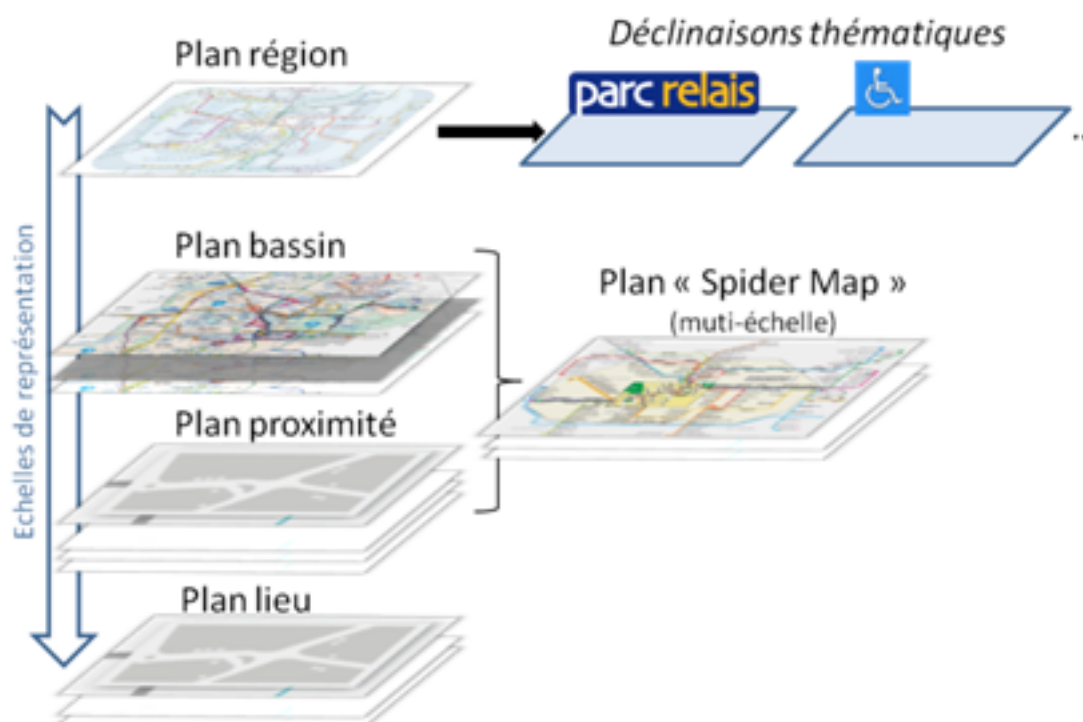 Plan région
Déclinaisons thématiques
parc relais
...
Echelles de représentation
Plan bassin
Plan « Spider Map »
(muti-échelle)
Plan proximité
Plan lieu